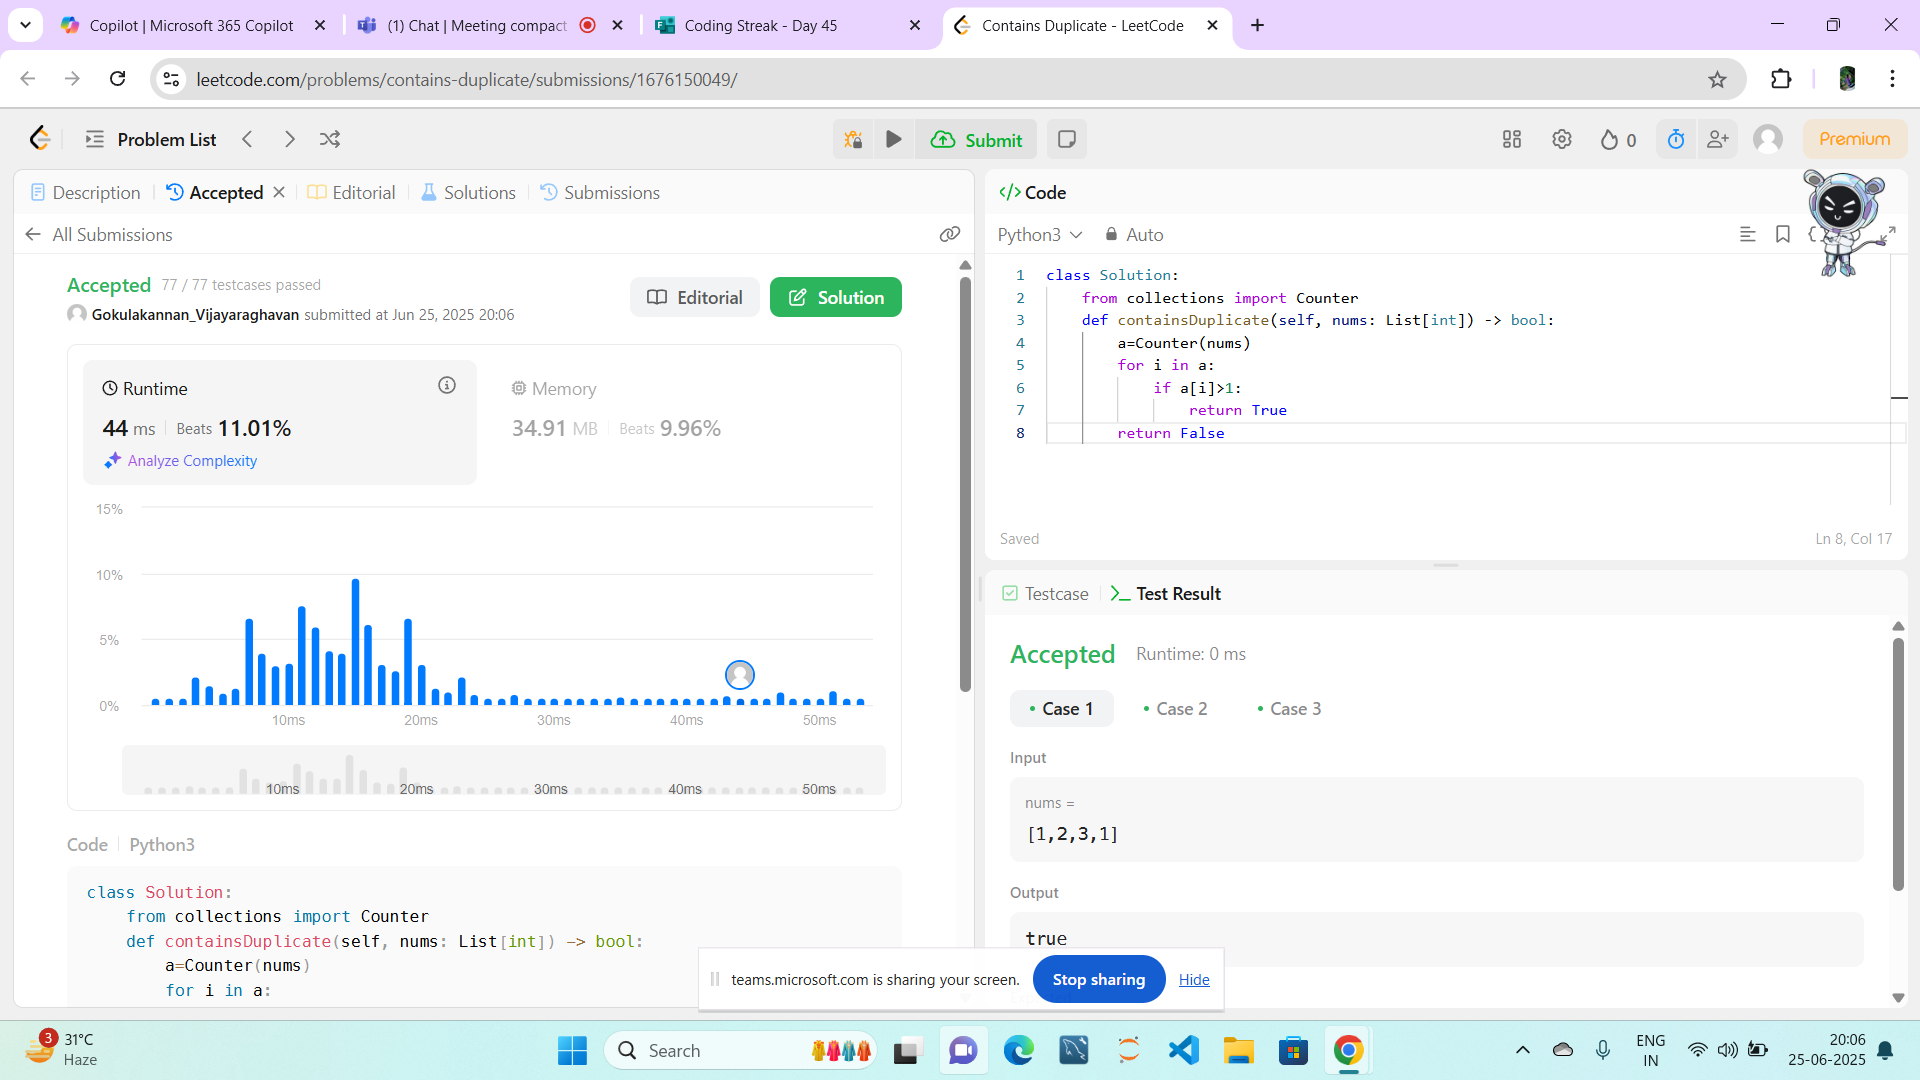 Copilot | Microsoft 365 Copilot
(1) Chat | Meeting compact
Coding Streak - Day 45
Contains Duplicate - LeetCode
leetcode.com/problems/contains-duplicate/submissions/1676150049/
Problem List
Submit
0
Premium
Description
Accepted
Editorial
Solutions
Submissions
All Submissions
Accepted 77 / 77 testcases passed
Gokulakannan_Vijayaraghavan submitted at Jun 25, 2025 20:06
Editorial
Solution
Runtime
44 ms Beats 11.01%
Analyze Complexity
Memory
34.91 MB Beats 9.96%
15%
10%
5%
0%
10ms 20ms 30ms 40ms 50ms
10ms 20ms 30ms 40ms 50ms
Code Python3
class Solution:
    from collections import Counter
    def containsDuplicate(self, nums: List[int]) -> bool:
        a=Counter(nums)
        for i in a:
</> Code
Python3 Auto
1 class Solution:
2     from collections import Counter
3     def containsDuplicate(self, nums: List[int]) -> bool:
4         a=Counter(nums)
5         for i in a:
6             if a[i]>1:
7                 return True
8         return False
Saved
Ln 8, Col 17
Testcase
>_ Test Result
Accepted Runtime: 0 ms
• Case 1 • Case 2 • Case 3
Input
nums =
[1,2,3,1]
Output
true
teams.microsoft.com is sharing your screen.
Stop sharing
Hide
3
31°C
Haze
Search
ENG
IN
20:06
25-06-2025